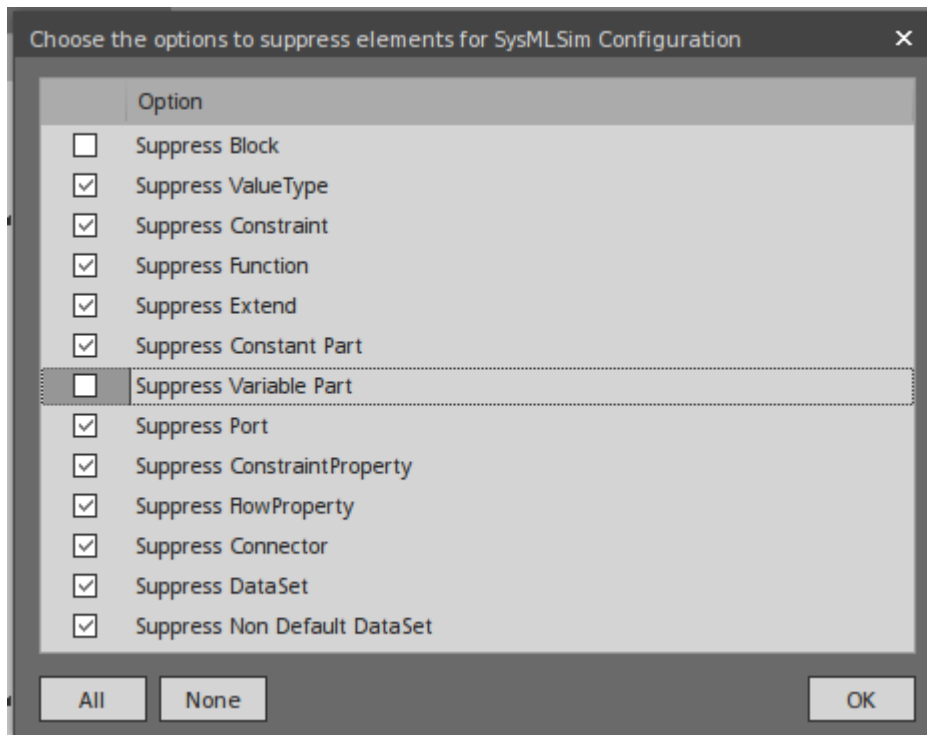 Choose the options to suppress elements for SysMLSim Configuration
Option
Suppress Block
Suppress ValueType
Suppress Constraint
Suppress Function
Suppress Extend
Suppress Constant Part
Suppress Variable Part
Suppress Port
Suppress ConstraintProperty
Suppress FlowProperty
Suppress Connector
Suppress DataSet
Suppress Non Default DataSet
All None OK